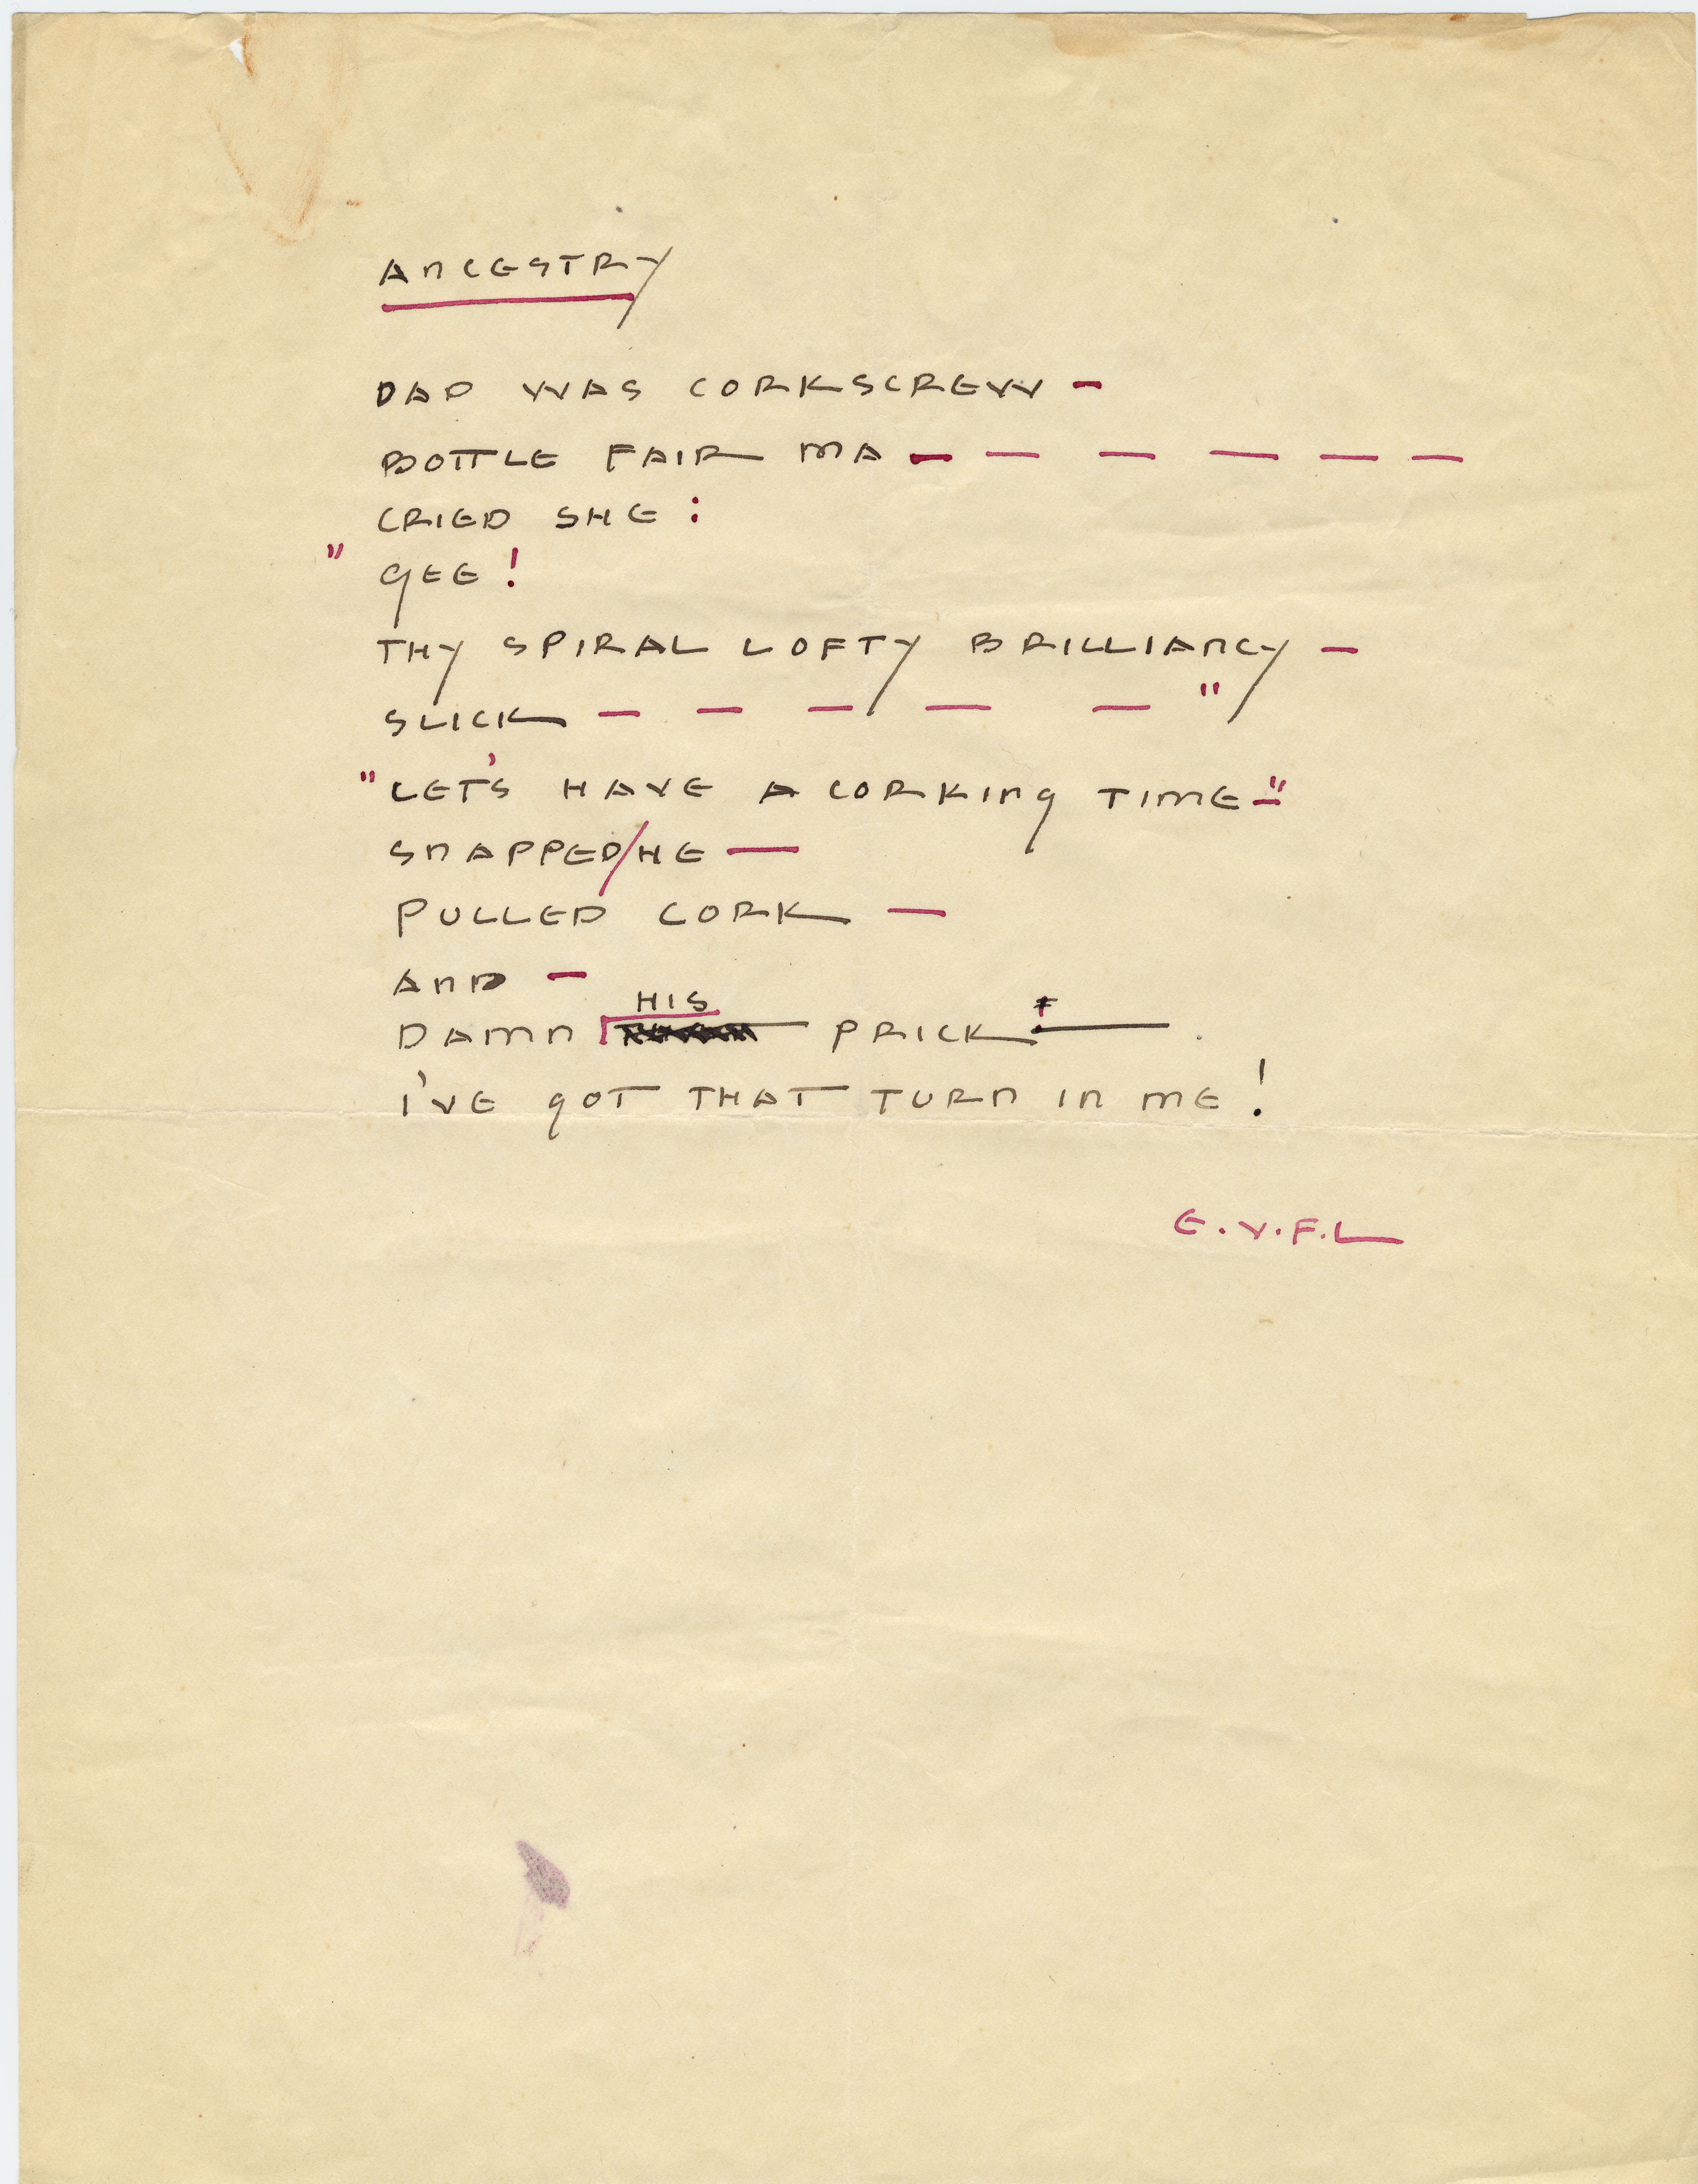 ANCESTRY
DAD WAS CORKSCREW –
BOTTLE FAIR MA – – – – – –
CRIED SHE :
" GEE !
THY SPIRAL LOFTY BRILLIANCY –
SLICK – – – – – "
"LET'S HAVE A CORKING TIME –"
SNAPPED/HE —
PULLED CORK —
AND –
HIS
DAMN PRICK ! —
I'VE GOT THAT TURN IN ME !
E.V.F.L